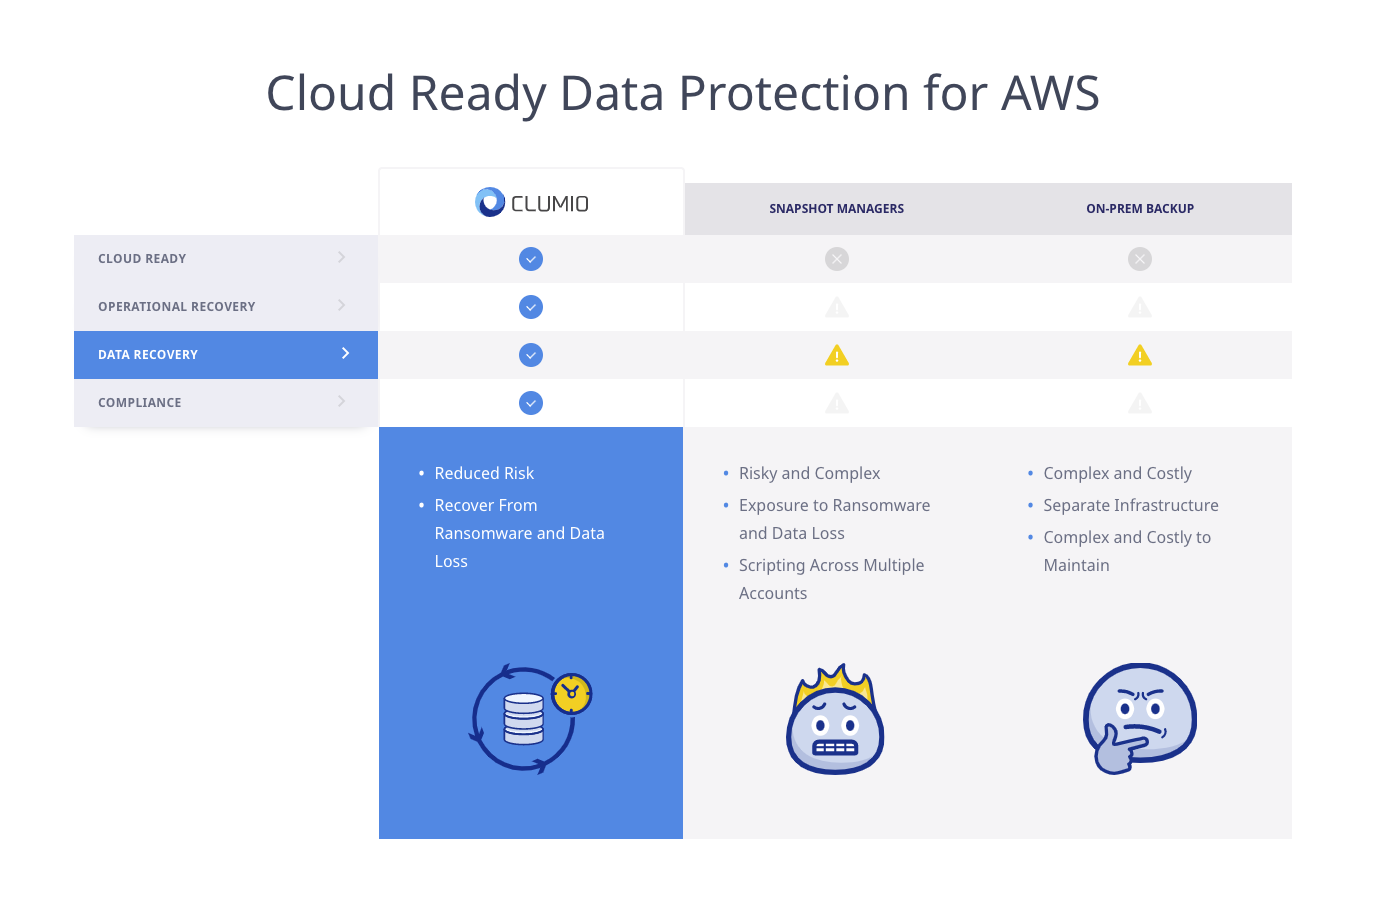 Cloud Ready Data Protection for AWS
CLUMIO
SNAPSHOT MANAGERS
ON-PREM BACKUP
CLOUD READY
OPERATIONAL RECOVERY
DATA RECOVERY
COMPLIANCE
• Reduced Risk
• Recover From
Ransomware and Data
Loss
• Risky and Complex
• Exposure to Ransomware
and Data Loss
• Scripting Across Multiple
Accounts
• Complex and Costly
• Separate Infrastructure
• Complex and Costly to
Maintain